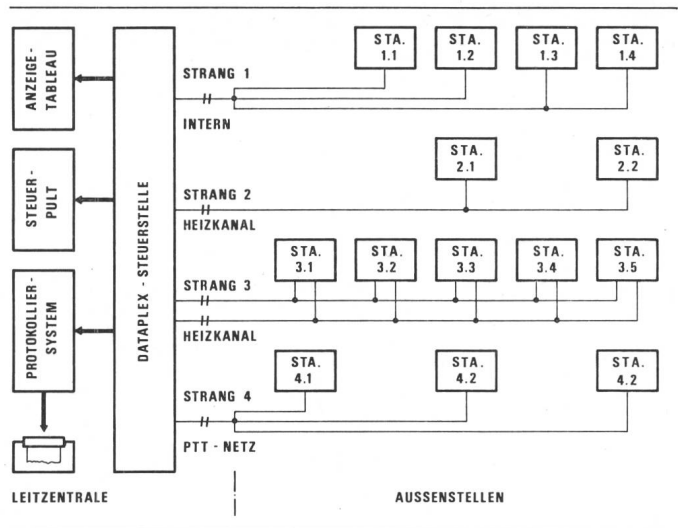 ANZEIGE-
TABLEAU
STEUER-
PULT
PROTOKOLLIER-
SYSTEM
DATAPLEX - STEUERSTELLE
STRANG 1
INTERN
STA.
1.1
STA.
1.2
STA.
1.3
STA.
1.4
STRANG 2
HEIZKANAL
STA.
2.1
STA.
2.2
STRANG 3
HEIZKANAL
STA.
3.1
STA.
3.2
STA.
3.3
STA.
3.4
STA.
3.5
STRANG 4
PTT - NETZ
STA.
4.1
STA.
4.2
STA.
4.2
LEITZENTRALE
AUSSENSTELLEN